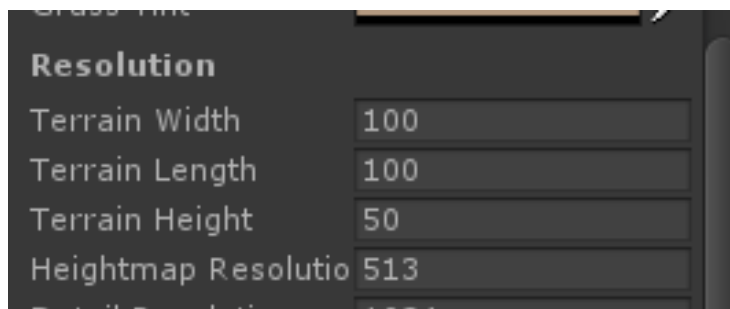 Resolution
Terrain Width 100
Terrain Length 100
Terrain Height 50
Heightmap Resolutio 513